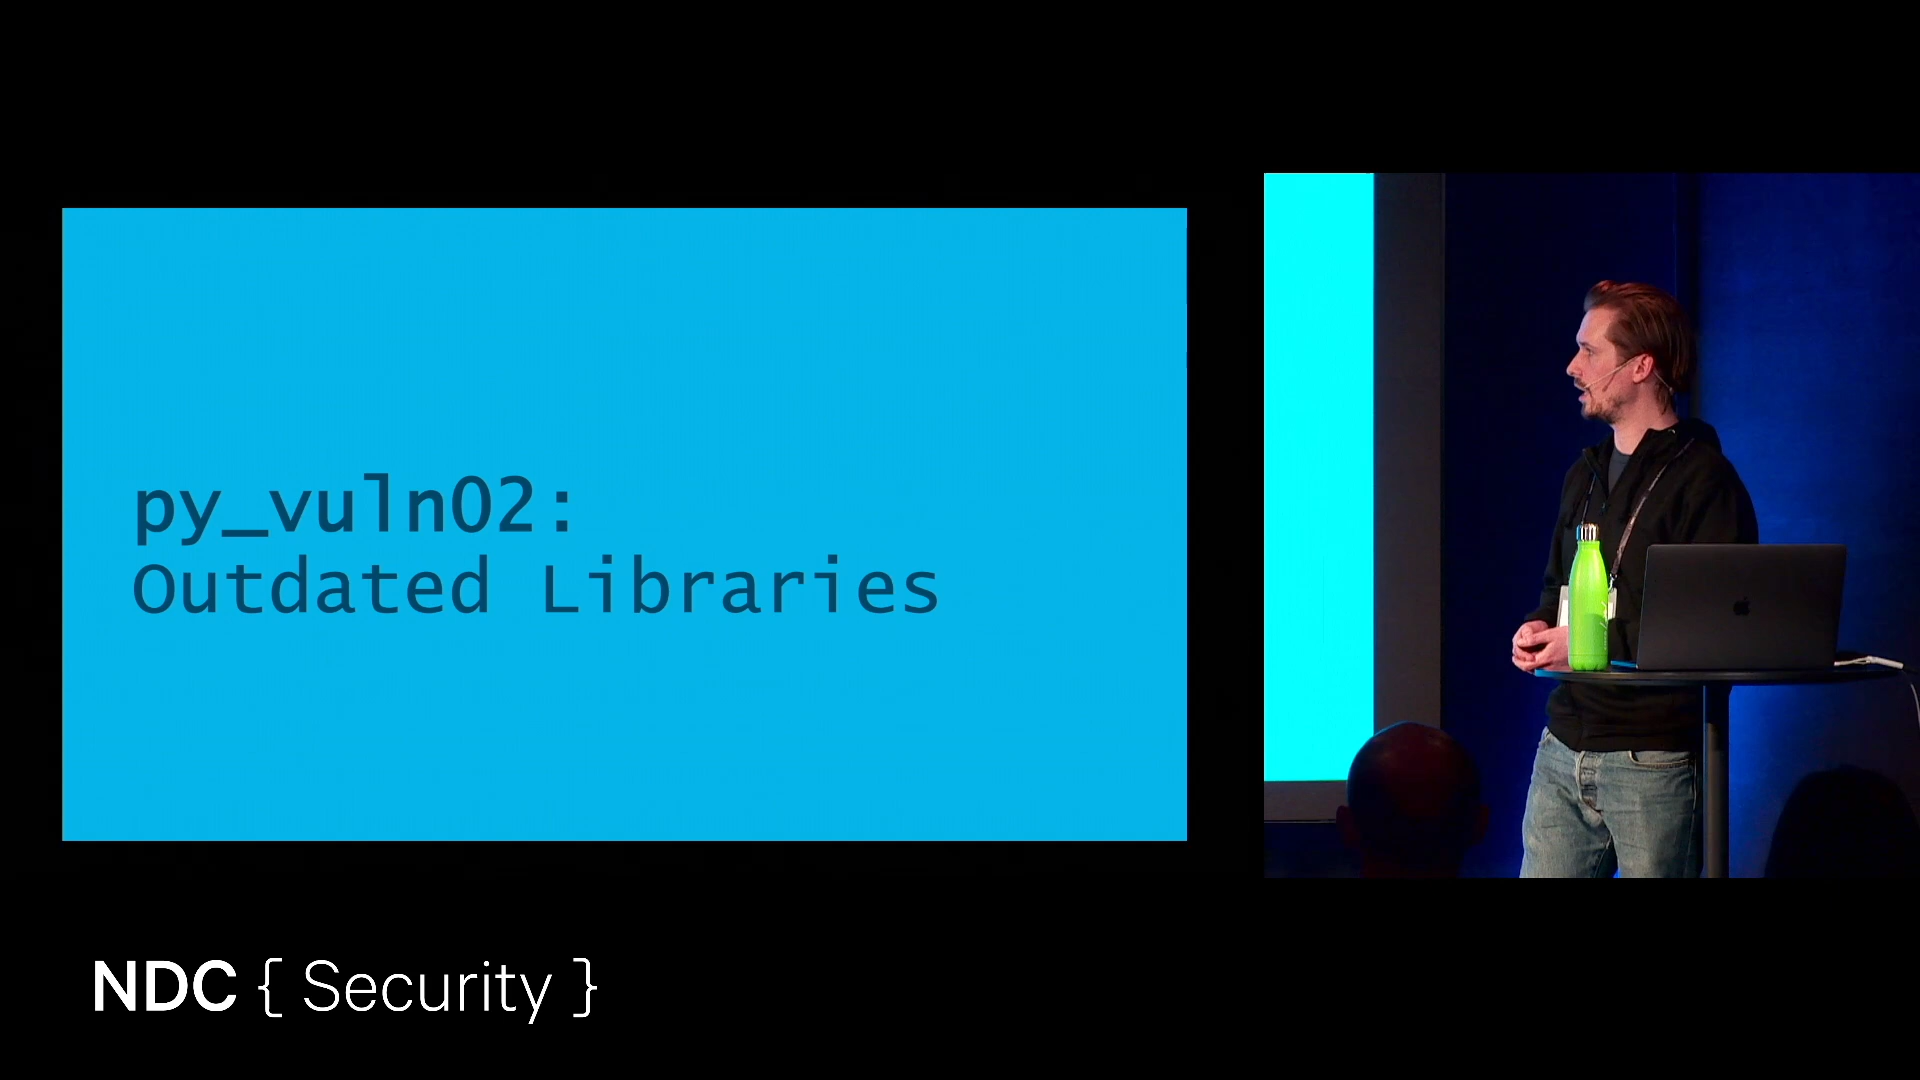 py_vuln02:
Outdated Libraries
NDC { Security }